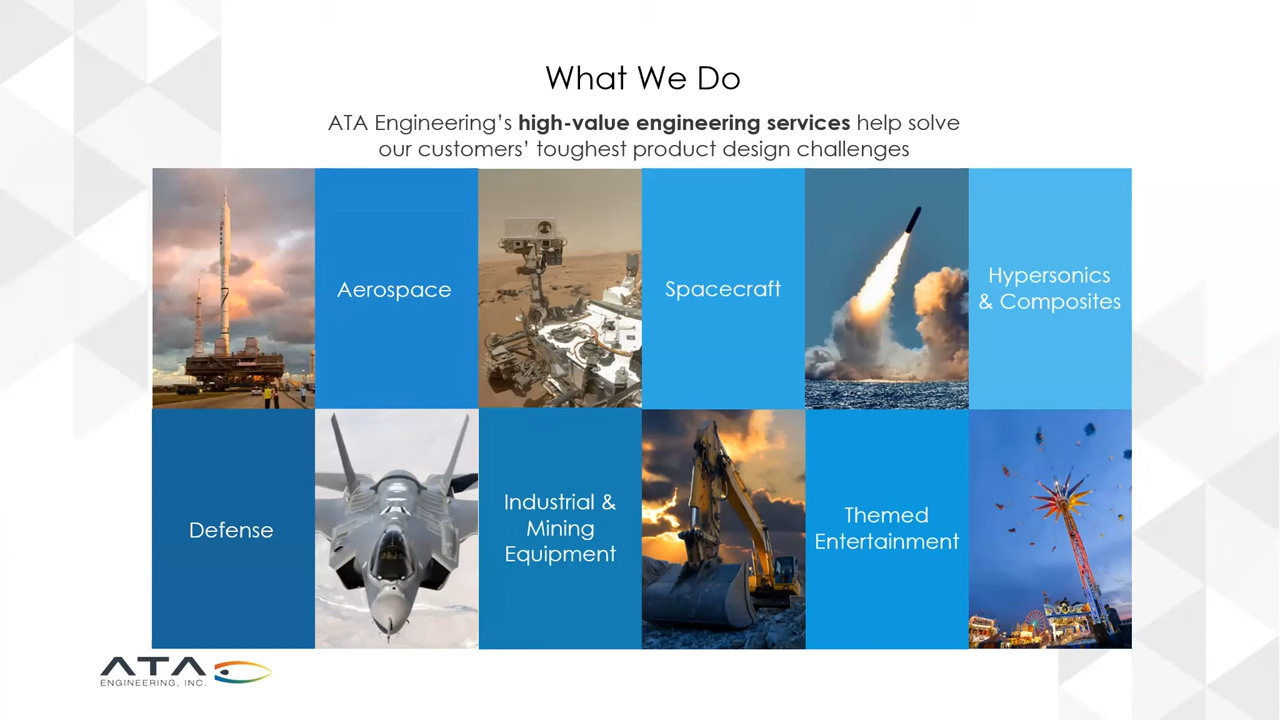 What We Do
ATA Engineering’s high-value engineering services help solve
our customers’ toughest product design challenges
Aerospace
Spacecraft
Hypersonics
& Composites
Defense
Industrial &
Mining
Equipment
Themed
Entertainment
ATA
ENGINEERING, INC.